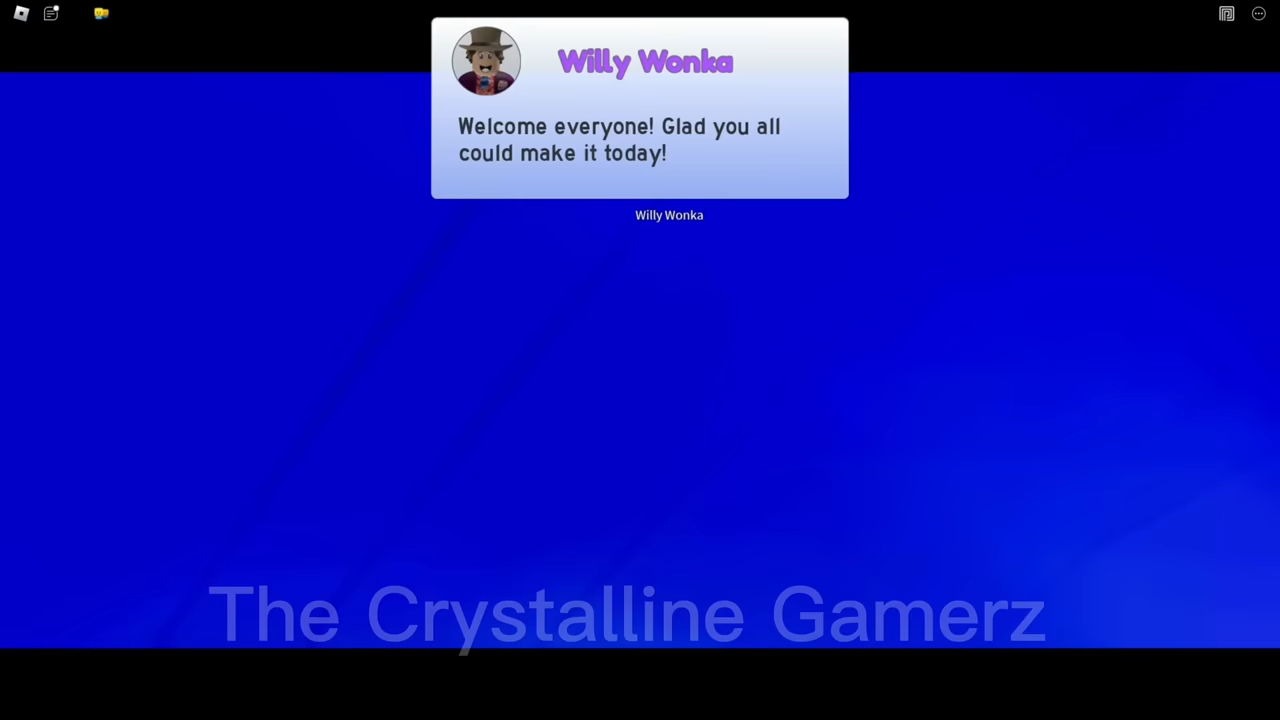 Willy Wonka
Welcome everyone! Glad you all
could make it today!
Willy Wonka
The Crystalline Gamerz